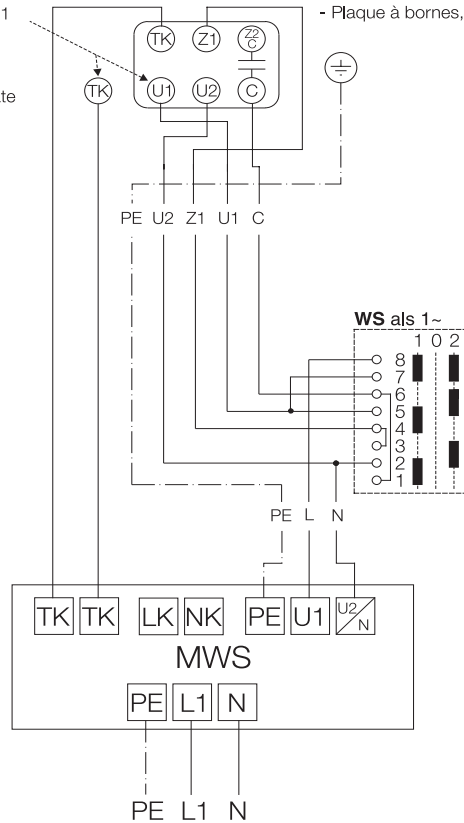 1
- Plaque à bornes,
TK Z1 Z2 C
TK U1 U2 C
te
PE U2 Z1 U1 C
WS als 1~
1 0 2
8
7
6
5
4
3
2
1
PE L N
TK TK LK NK PE U1 U2/N
MWS
PE L1 N
PE L1 N